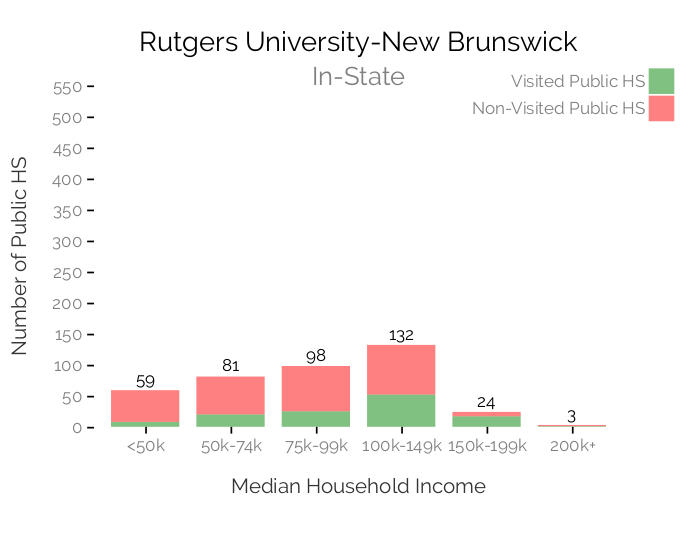 Rutgers University-New Brunswick
In-State
Visited Public HS
Non-Visited Public HS
Number of Public HS
550
500
450
400
350
300
250
200
150
100
50
0
59
81
98
132
24
3
<50k
50k-74k
75k-99k
100k-149k
150k-199k
200k+
Median Household Income